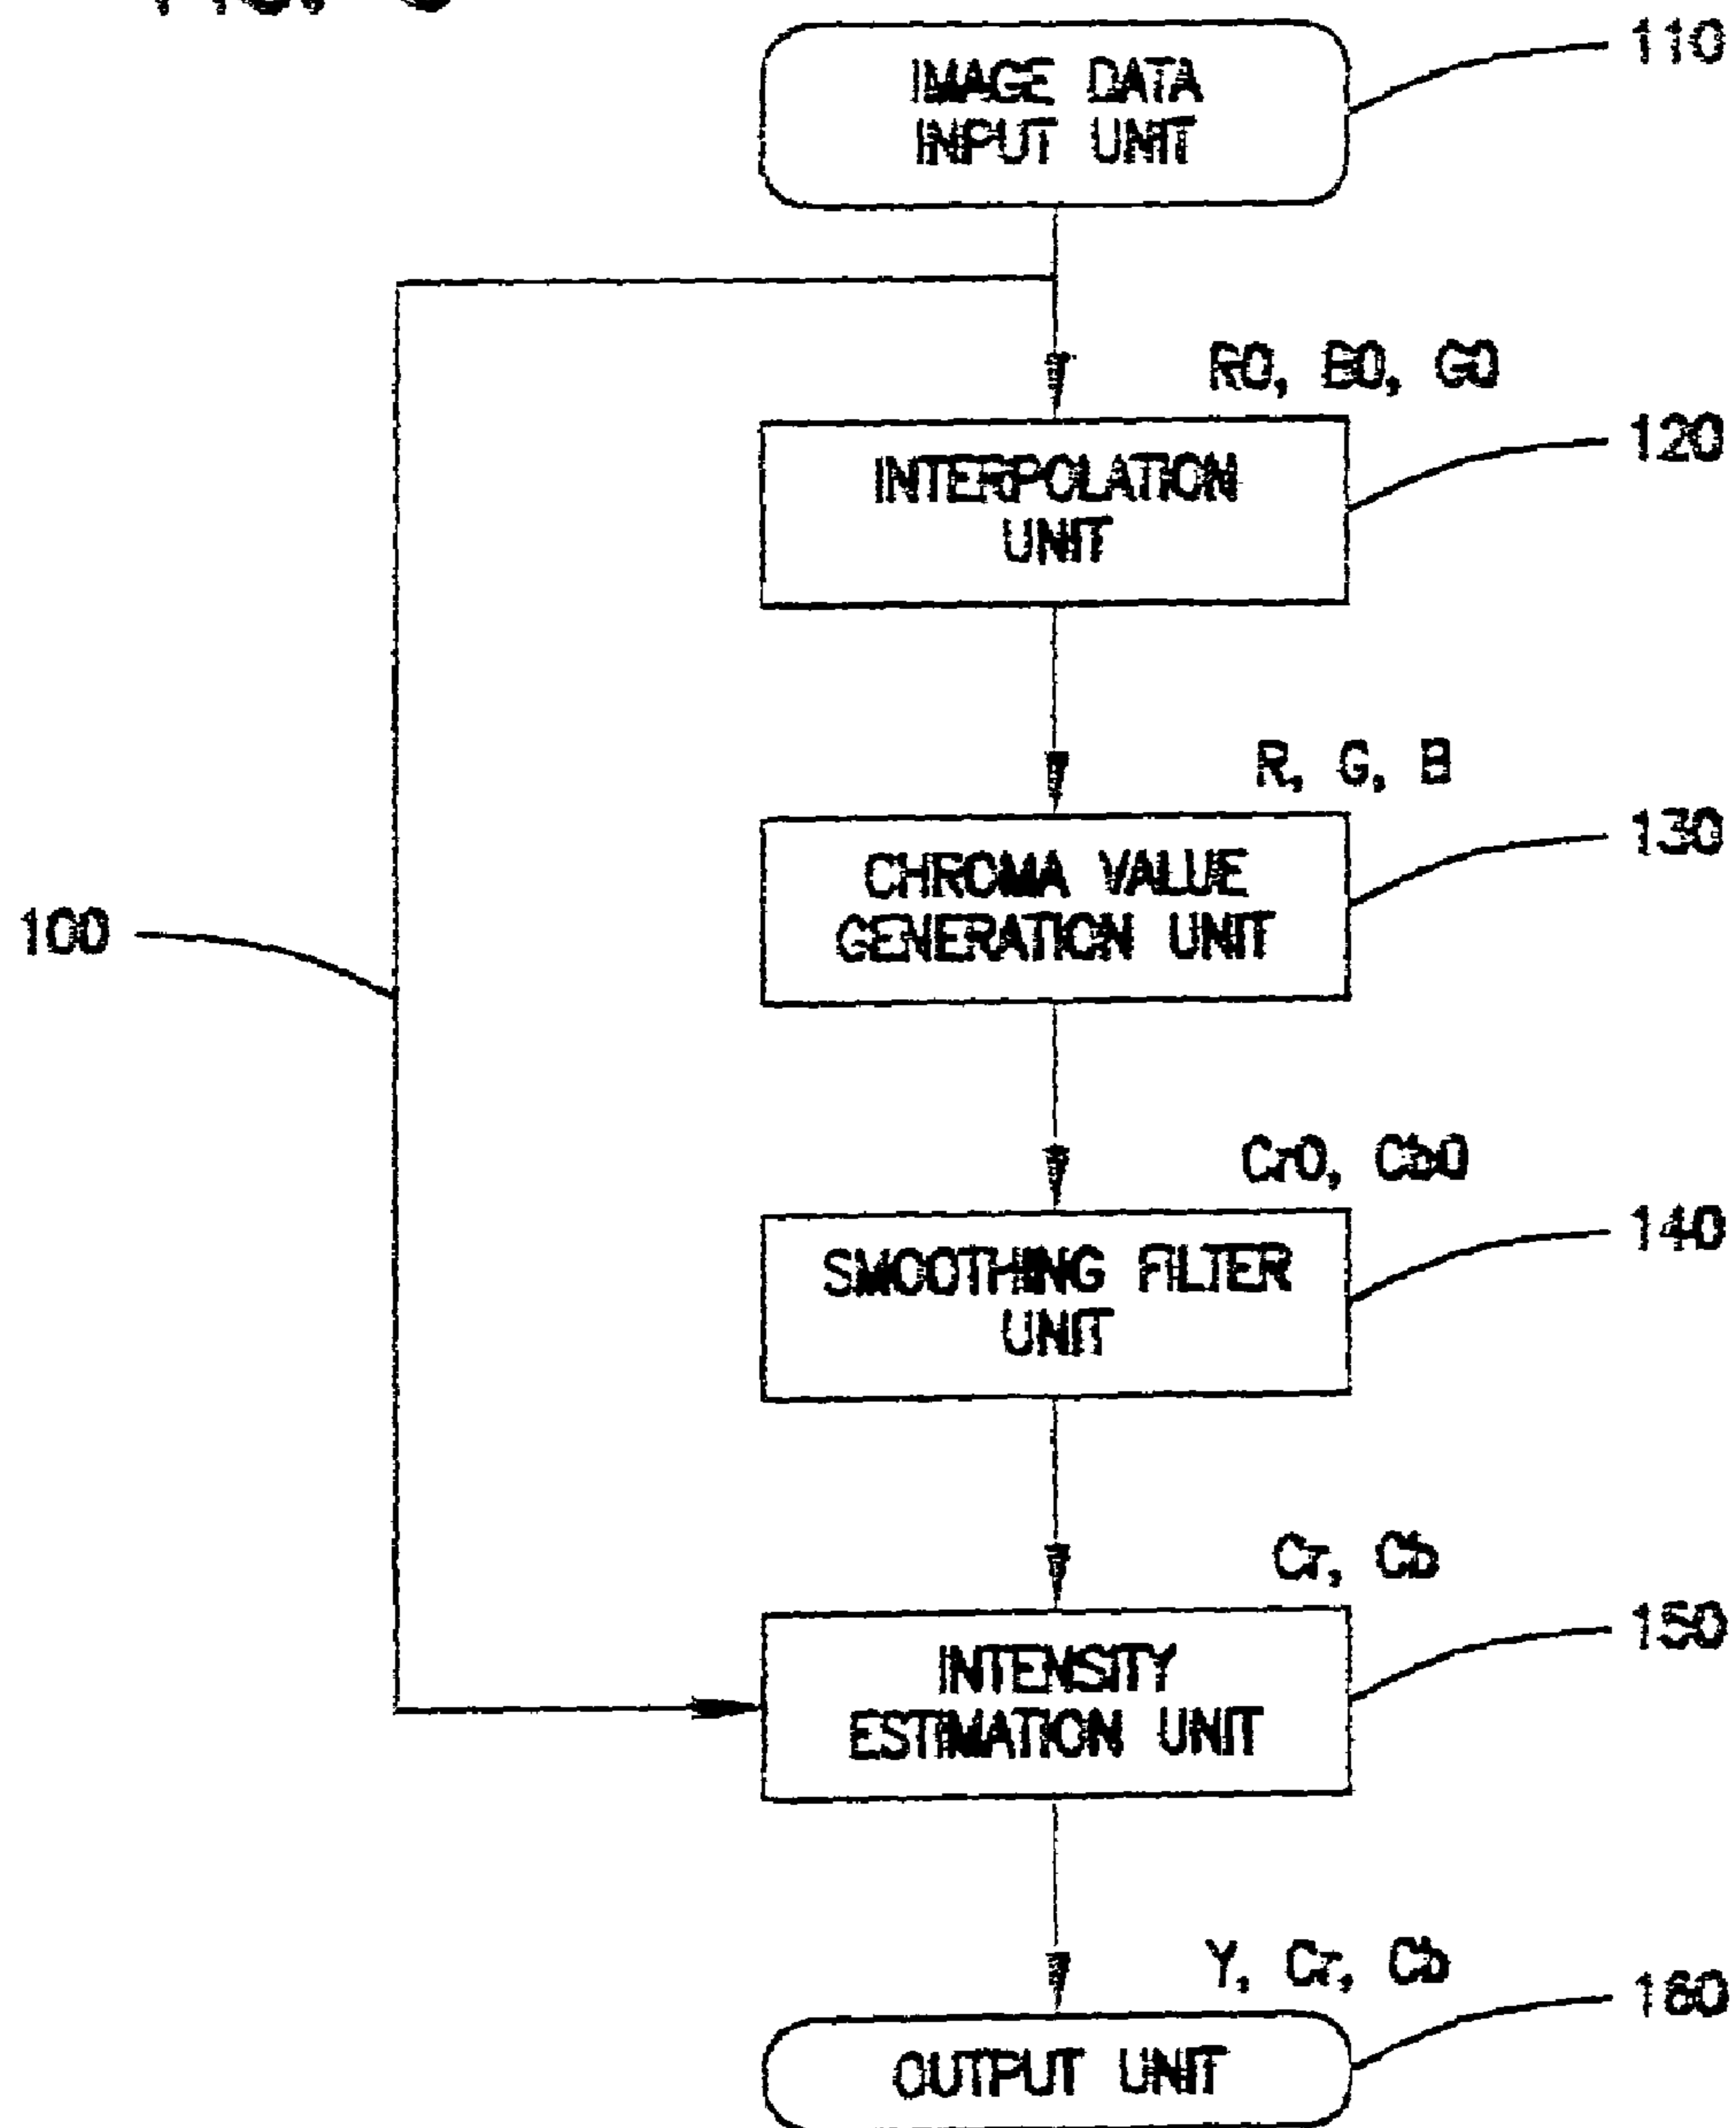 110
IMAGE DATA
INPUT UNIT
R0, B0, G0
120
INTERPOLATION
UNIT
R, G, B
130
CHROMA VALUE
GENERATION UNIT
100
Cr0, Cb0
140
SMOOTHING FILTER
UNIT
Cr, Cb
150
INTENSITY
ESTIMATION UNIT
Y, Cr, Cb
160
OUTPUT UNIT